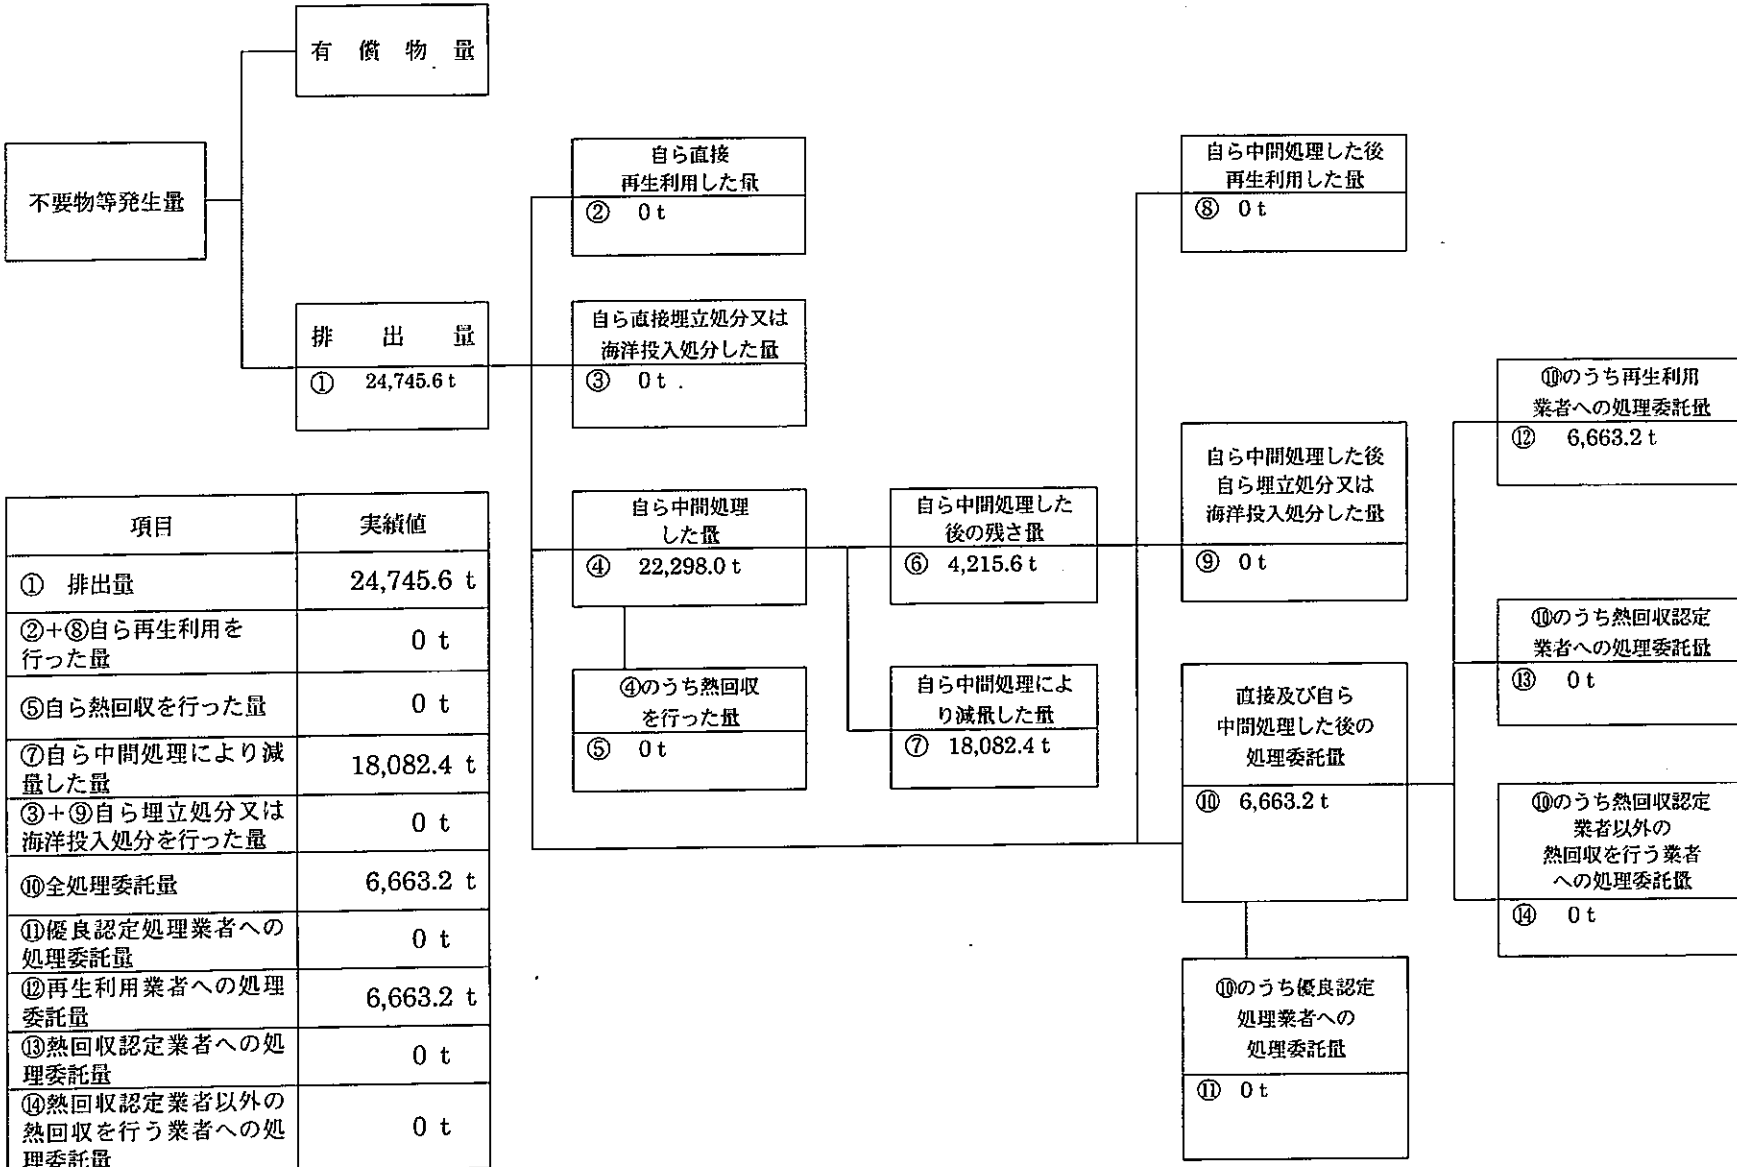 有償物量
不要物等発生量
排出量
① 24,745.6 t
自ら直接
再生利用した量
② 0 t
自ら直接埋立処分又は
海洋投入処分した量
③ 0 t
自ら中間処理
した量
④ 22,298.0 t
④のうち熱回収
を行った量
⑤ 0 t
自ら中間処理した
後の残さ量
⑥ 4,215.6 t
自ら中間処理によ
り減量した量
⑦ 18,082.4 t
自ら中間処理した後
再生利用した量
⑧ 0 t
自ら中間処理した後
自ら埋立処分又は
海洋投入処分した量
⑨ 0 t
直接及び自ら
中間処理した後の
処理委託量
⑩ 6,663.2 t
⑩のうち優良認定
処理業者への
処理委託量
⑪ 0 t
⑩のうち再生利用
業者への処理委託量
⑫ 6,663.2 t
⑩のうち熱回収認定
業者への処理委託量
⑬ 0 t
⑩のうち熱回収認定
業者以外の
熱回収を行う業者
への処理委託量
⑭ 0 t
項目 実績値
① 排出量 24,745.6 t
②+⑧自ら再生利用を
行った量 0 t
⑤自ら熱回収を行った量 0 t
⑦自ら中間処理により減
量した量 18,082.4 t
③+⑨自ら埋立処分又は
海洋投入処分を行った量 0 t
⑩全処理委託量 6,663.2 t
⑪優良認定処理業者への
処理委託量 0 t
⑫再生利用業者への処理
委託量 6,663.2 t
⑬熱回収認定業者への処
理委託量 0 t
⑭熱回収認定業者以外の
熱回収を行う業者への処
理委託量 0 t